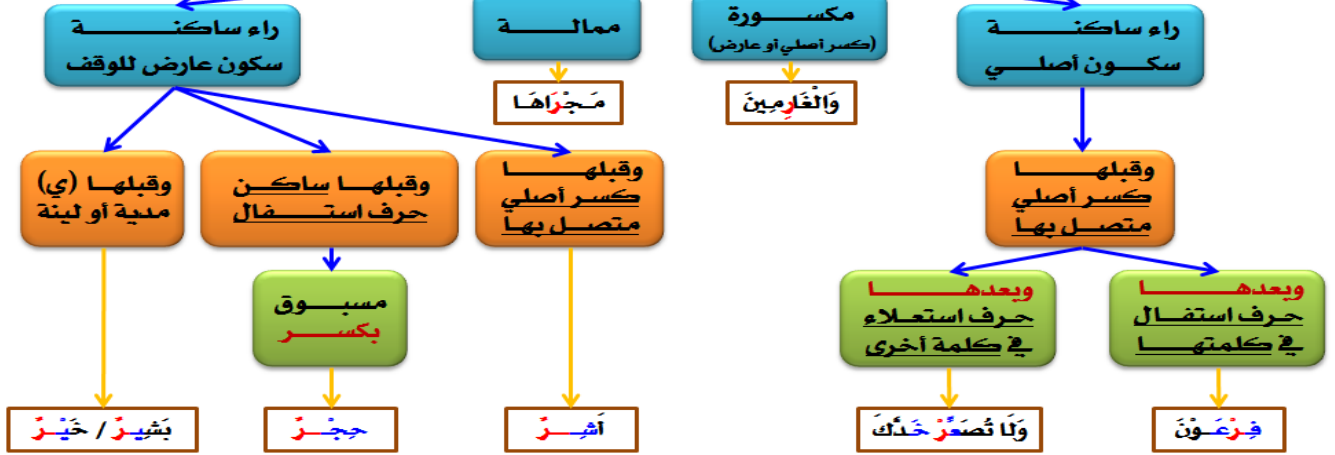 راء ساكنة
سكون أصلي
مكسورة
(كسر أصلي أو عارض)
ممالة
راء ساكنة
سكون عارض للوقف
وَالْغَارِمِينَ
مَجْرَاهَا
وقبلها
كسر أصلي
متصل بها
وقبلها
كسر أصلي
متصل بها
وقبلها ساكن
حرف استفال
وقبلها (ي)
مدية أو لينة
وبعدها
حرف استفال
في كلمتها
وبعدها
حرف استعلاء
في كلمة أخرى
مسبوق
بكسر
فِرْعَوْنَ
وَلَا تُصَعِّرْ خَدَّكَ
أَشِرٌ
حِجْرٌ
بَشِيرٌ / خَيْرٌ